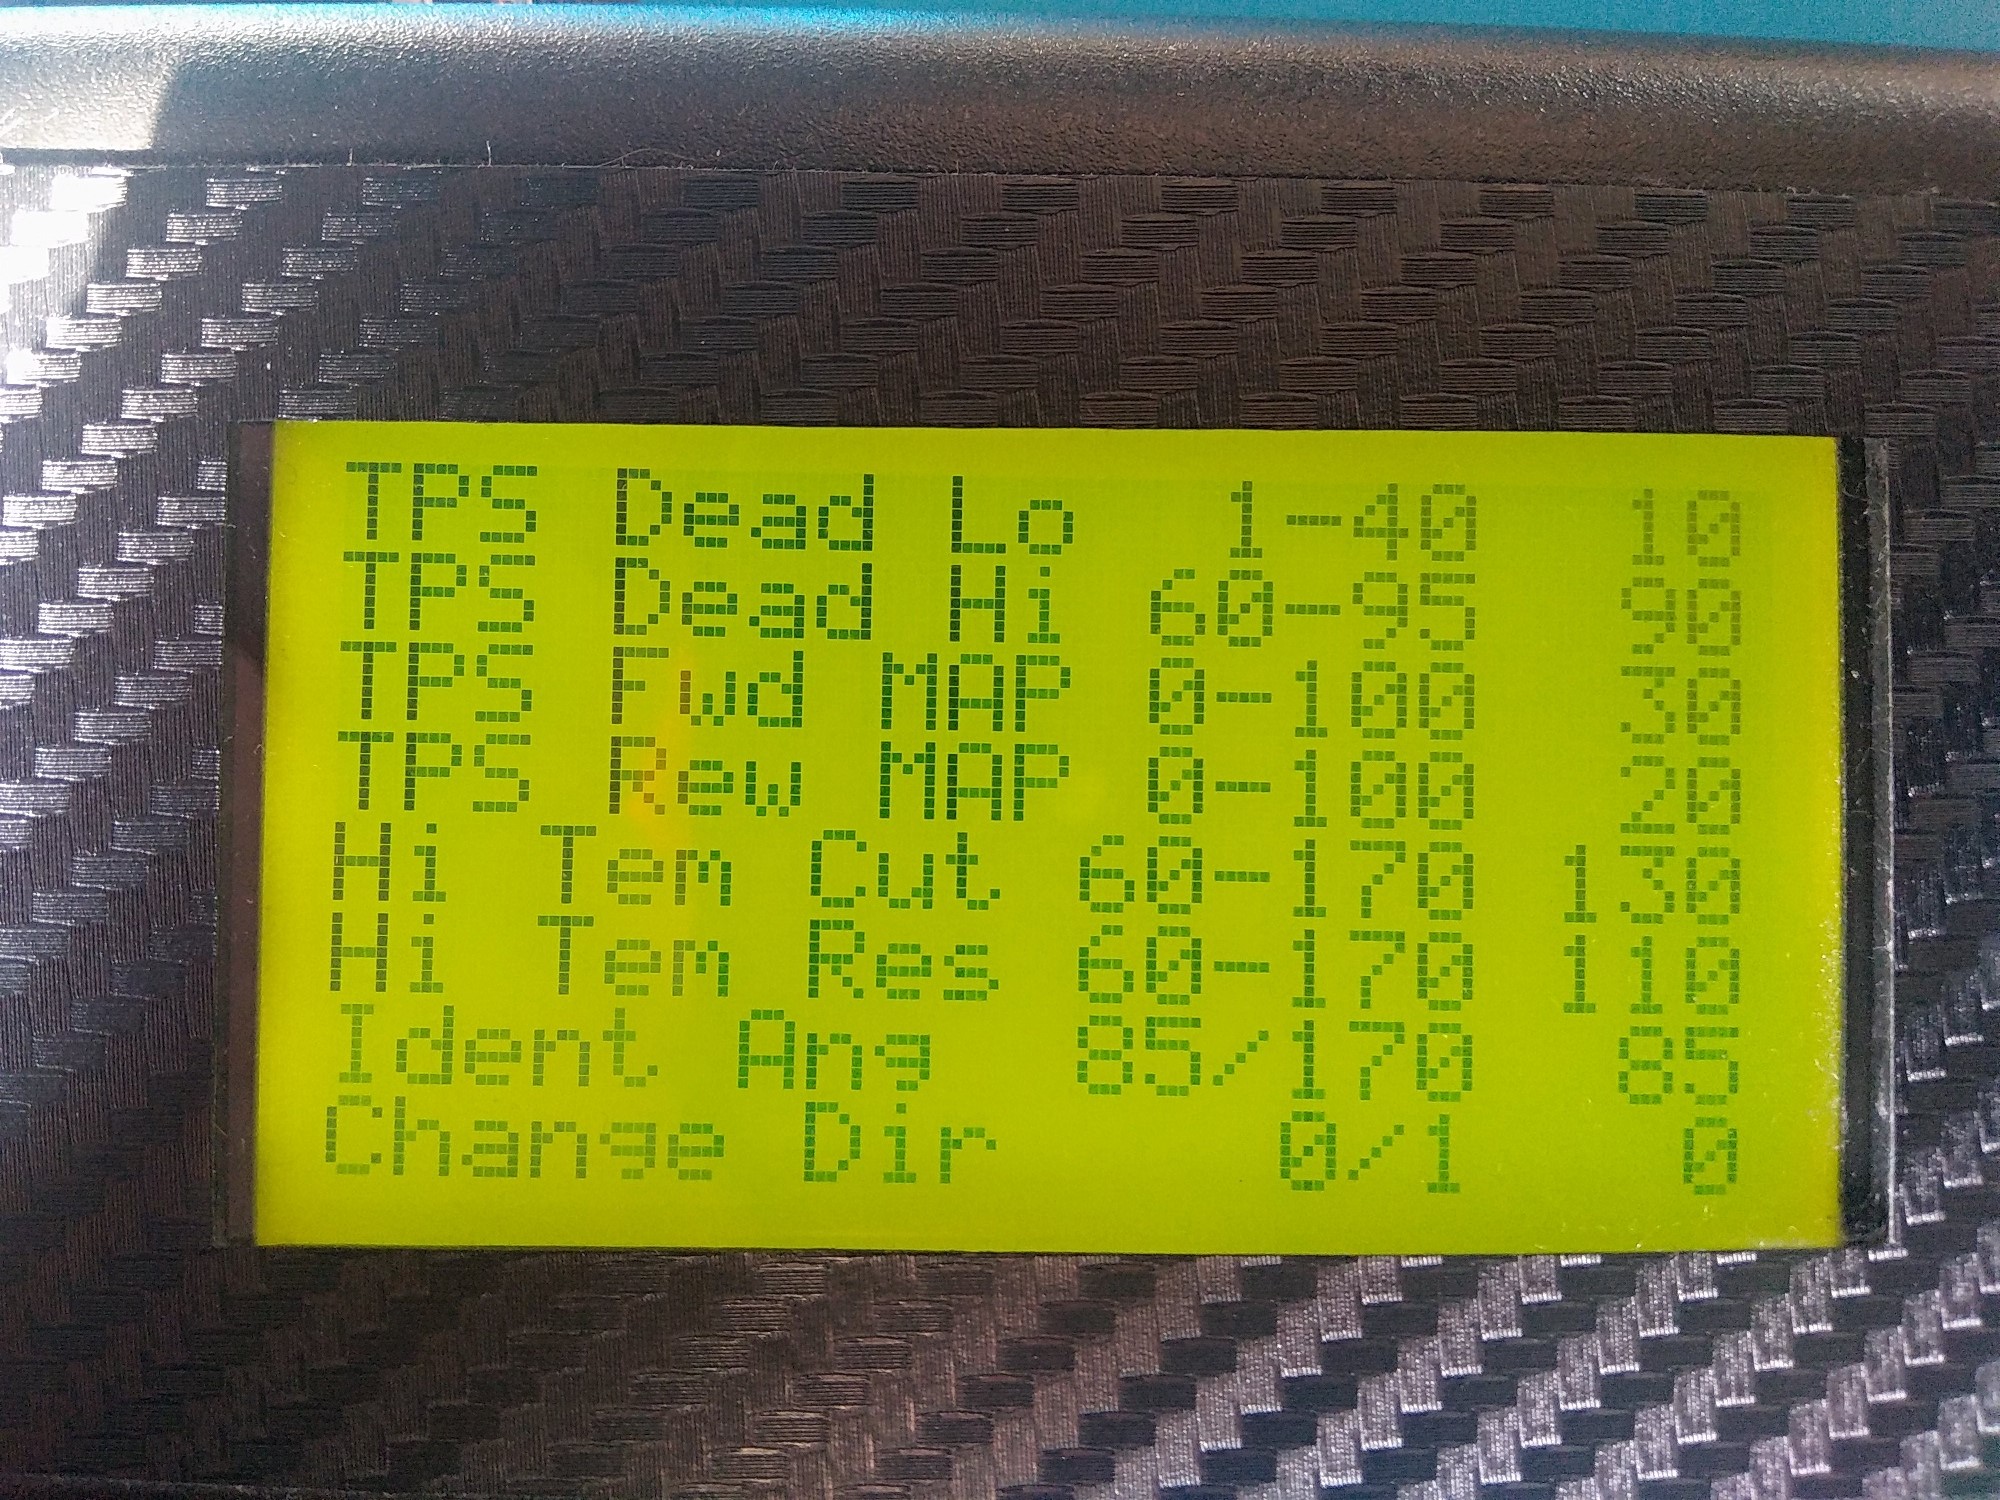 TPS Dead Lo 1-40 10
TPS Dead Hi 60-95 90
TPS Fwd MAP 0-100 30
TPS Rew MAP 0-100 20
Hi Tem Cut 60-170 130
Hi Tem Res 60-170 110
Ident Ang 85/170 85
Change Dir 0/1 0